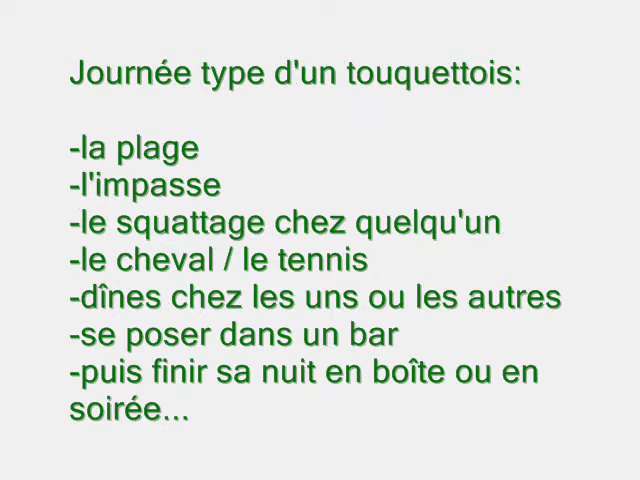 Journée type d'un touquettois:
-la plage
-l'impasse
-le squattage chez quelqu'un
-le cheval / le tennis
-dînes chez les uns ou les autres
-se poser dans un bar
-puis finir sa nuit en boîte ou en
soirée...